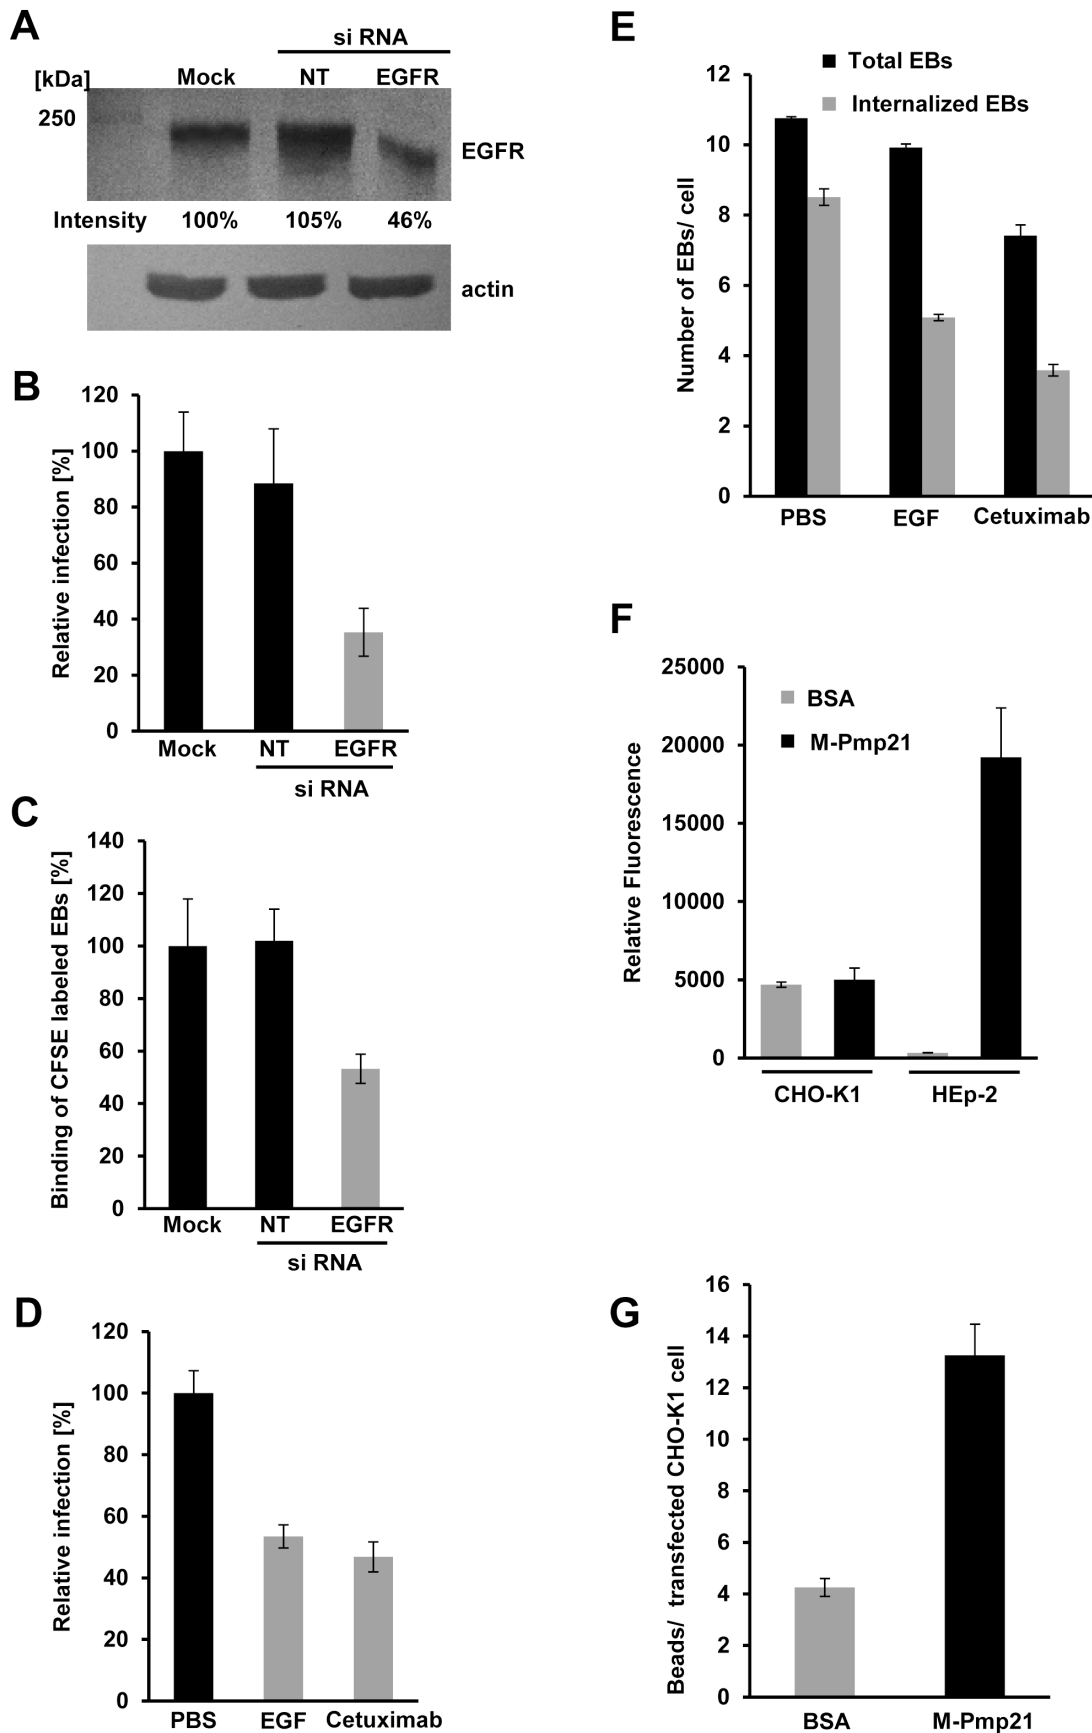 A
si RNA
[kDa] Mock NT EGFR
250
EGFR
Intensity 100% 105% 46%
actin
B
Relative infection [%]
120
100
80
60
40
20
0
Mock NT EGFR
si RNA
C
Binding of CFSE labeled EBs [%]
140
120
100
80
60
40
20
0
Mock NT EGFR
si RNA
D
Relative infection [%]
120
100
80
60
40
20
0
PBS EGF Cetuximab
E
Total EBs
Internalized EBs
Number of EBs/ cell
12
10
8
6
4
2
0
PBS EGF Cetuximab
F
BSA
M-Pmp21
Relative Fluorescence
25000
20000
15000
10000
5000
0
CHO-K1 HEp-2
G
Beads/ transfected CHO-K1 cell
16
14
12
10
8
6
4
2
0
BSA M-Pmp21